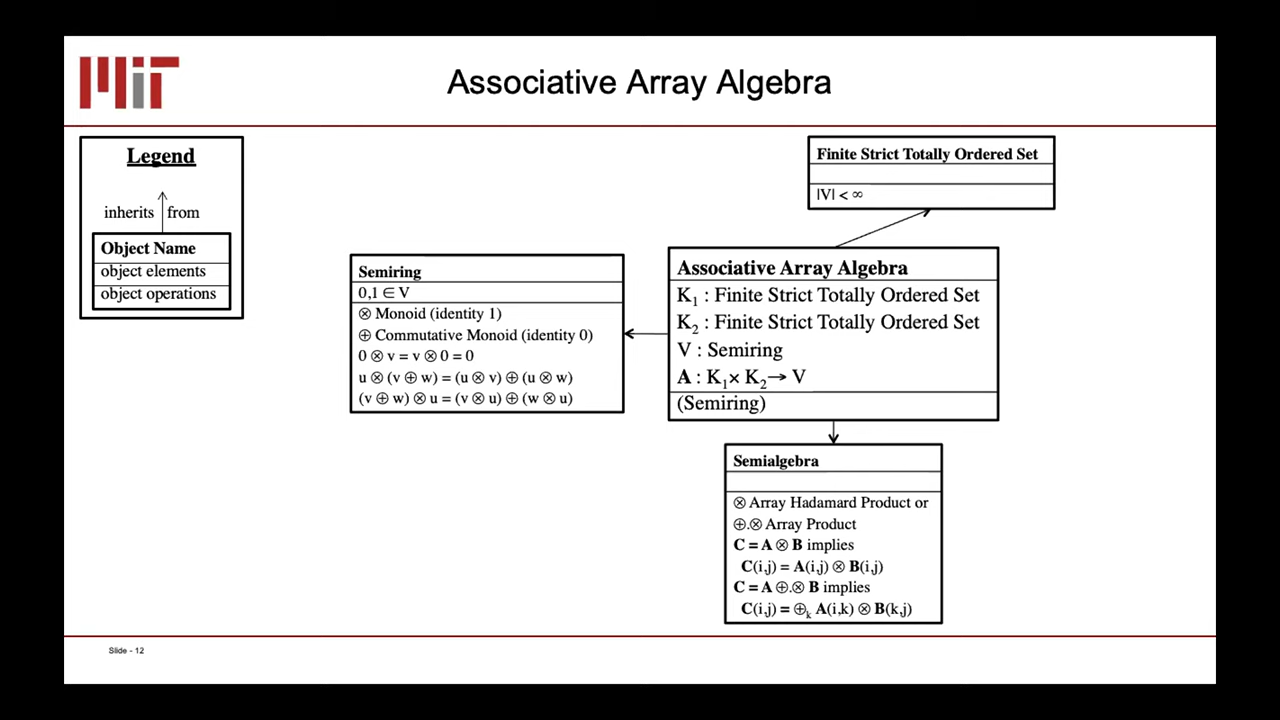 MIT
Associative Array Algebra
Legend
inherits from
Object Name
object elements
object operations
Finite Strict Totally Ordered Set
|V| < ∞
Semiring
0,1 ∈ V
⊗ Monoid (identity 1)
⊕ Commutative Monoid (identity 0)
0 ⊗ v = v ⊗ 0 = 0
u ⊗ (v ⊕ w) = (u ⊗ v) ⊕ (u ⊗ w)
(v ⊕ w) ⊗ u = (v ⊗ u) ⊕ (w ⊗ u)
Associative Array Algebra
K₁ : Finite Strict Totally Ordered Set
K₂ : Finite Strict Totally Ordered Set
V : Semiring
A : K₁× K₂→ V
(Semiring)
Semialgebra
⊗ Array Hadamard Product or
⊕.⊗ Array Product
C = A ⊗ B implies
C(i,j) = A(i,j) ⊗ B(i,j)
C = A ⊕.⊗ B implies
C(i,j) = ⊕ₖ A(i,k) ⊗ B(k,j)
Slide - 12